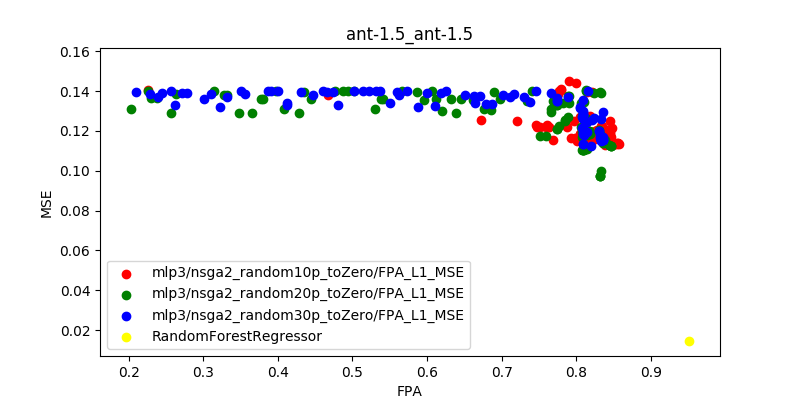 ant-1.5_ant-1.5
0.16
0.14
0.12
0.10
0.08
0.06
0.04
0.02
MSE
mlp3/nsga2_random10p_toZero/FPA_L1_MSE
mlp3/nsga2_random20p_toZero/FPA_L1_MSE
mlp3/nsga2_random30p_toZero/FPA_L1_MSE
RandomForestRegressor
0.2 0.3 0.4 0.5 0.6 0.7 0.8 0.9
FPA